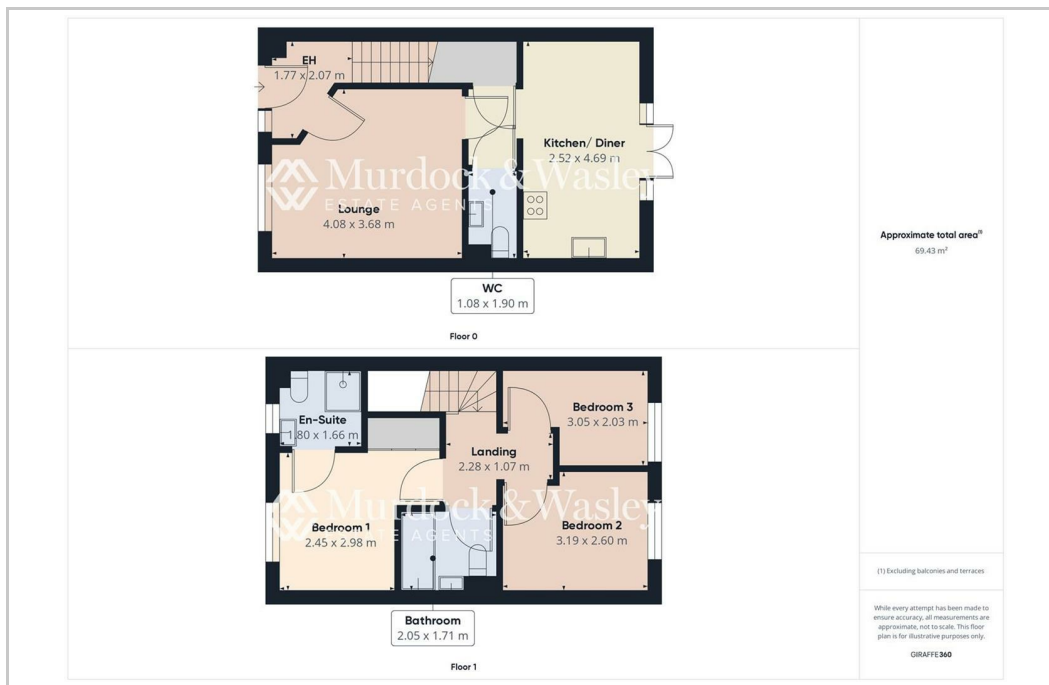 EH
1.77 x 2.07 m
Kitchen/ Diner
2.52 x 4.69 m
Murdock & Wasley
ESTATE AGENTS
Lounge
4.08 x 3.68 m
WC
1.08 x 1.90 m
Floor 0
Approximate total area(1)
69.43 m²
En-Suite
1.80 x 1.66 m
Bedroom 3
3.05 x 2.03 m
Landing
2.28 x 1.07 m
Murdock & Wasley
ESTATE AGENTS
Bedroom 1
2.45 x 2.98 m
Bedroom 2
3.19 x 2.60 m
Bathroom
2.05 x 1.71 m
Floor 1
(1) Excluding balconies and terraces
While every attempt has been made to
ensure accuracy, all measurements are
approximate, not to scale. This floor
plan is for illustrative purposes only.
GIRAFFE360